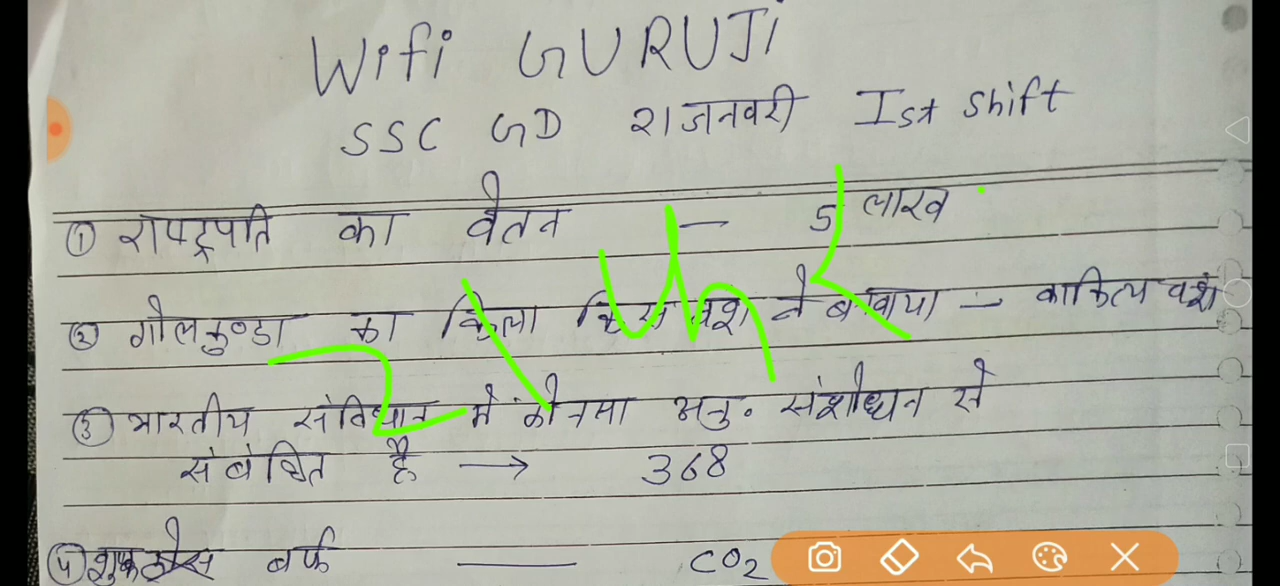 Wifi GURUJI
SSC GD 21 जनवरी Ist Shift
① राष्ट्रपति का वेतन — 5 लाख
② गोलकुण्डा का किला किस वंश ने बनवाया — काकित्य वंश
③ भारतीय संविधान मे कौनसा अनु. संशोधन से
संबंधित है → 368
④ शुष्क ठोस बर्फ — CO2